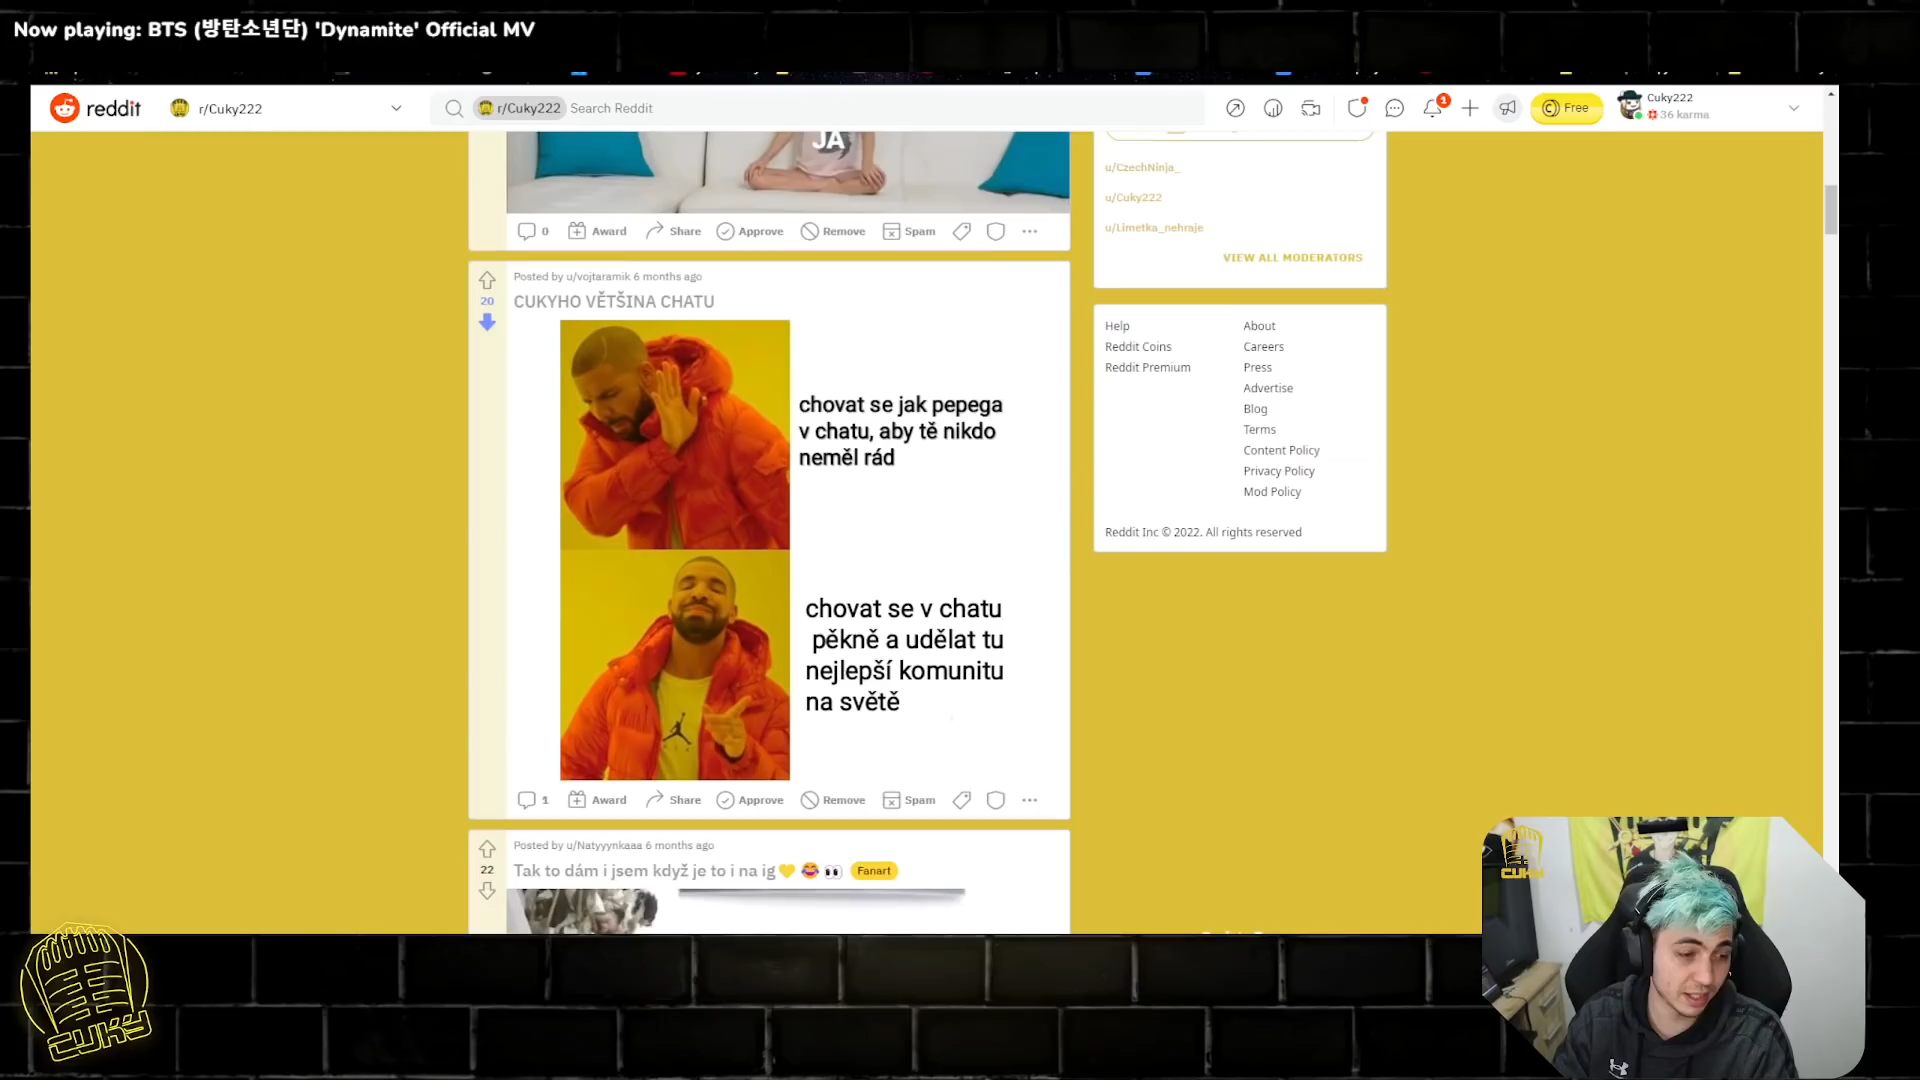 Now playing: BTS (방탄소년단) 'Dynamite' Official MV
reddit
r/Cuky222
r/Cuky222 Search Reddit
1
Free
Cuky222
36 karma
JÁ
0 Award Share Approve Remove Spam
u/CzechNinja_
u/Cuky222
u/Limetka_nehraje
VIEW ALL MODERATORS
Posted by u/vojtaramik 6 months ago
20
CUKYHO VĚTŠINA CHATU
chovat se jak pepega
v chatu, aby tě nikdo
neměl rád
chovat se v chatu
pěkně a udělat tu
nejlepší komunitu
na světě
1 Award Share Approve Remove Spam
Help
Reddit Coins
Reddit Premium
About
Careers
Press
Advertise
Blog
Terms
Content Policy
Privacy Policy
Mod Policy
Reddit Inc © 2022. All rights reserved
Posted by u/Natyyynkaaa 6 months ago
22
Tak to dám i jsem když je to i na ig💛😂👀 Fanart
CUKY
CUKY